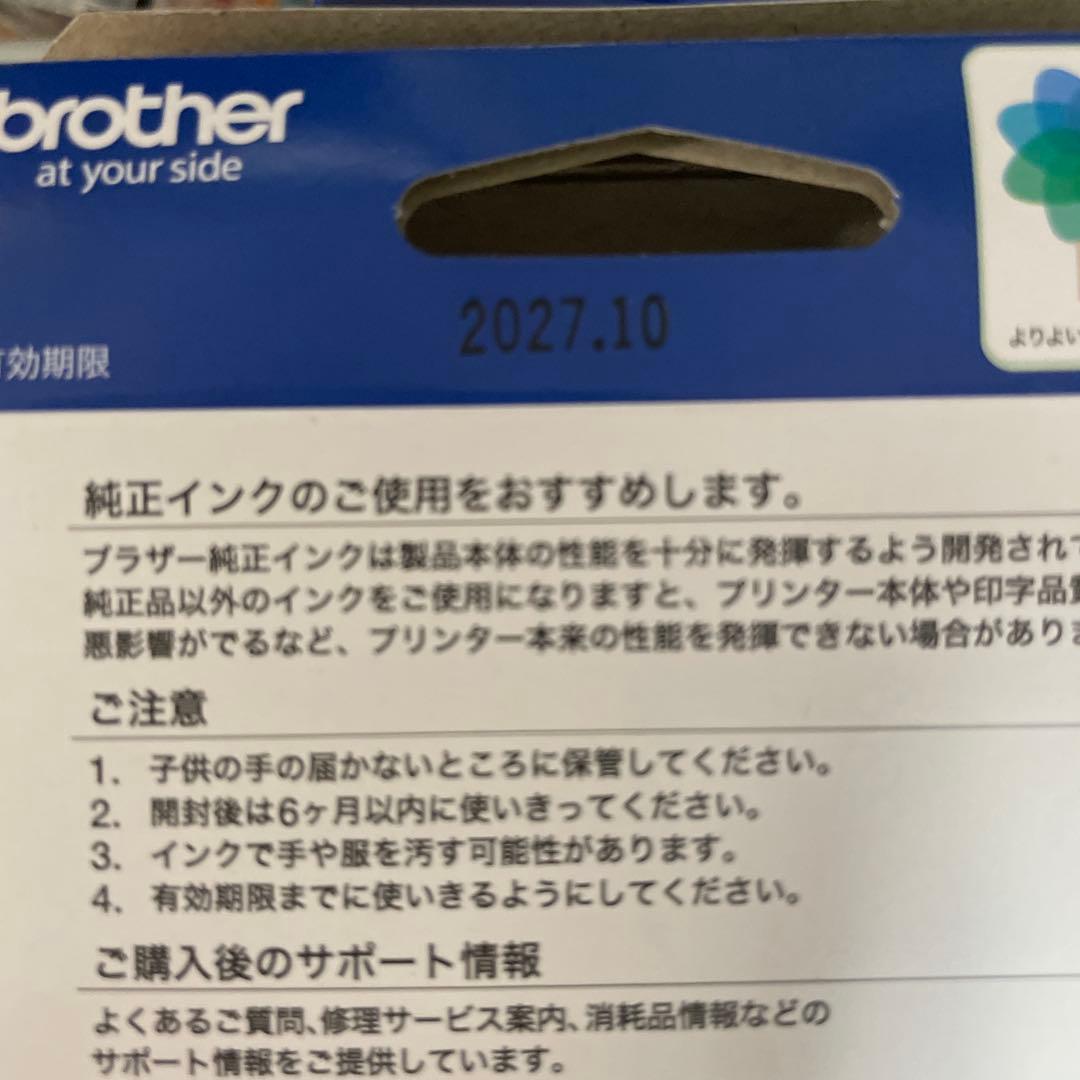 brother
at your side
2027.10
有効期限
よりよい
純正インクのご使用をおすすめします。
ブラザー純正インクは製品本体の性能を十分に発揮するよう開発され
純正品以外のインクをご使用になりますと、プリンター本体や印字品質
悪影響がでるなど、プリンター本来の性能を発揮できない場合があり
ご注意
1. 子供の手の届かないところに保管してください。
2. 開封後は6ヶ月以内に使いきってください。
3. インクで手や服を汚す可能性があります。
4. 有効期限までに使いきるようにしてください。
ご購入後のサポート情報
よくあるご質問、修理サービス案内、消耗品情報などの
サポート情報をご提供しています。